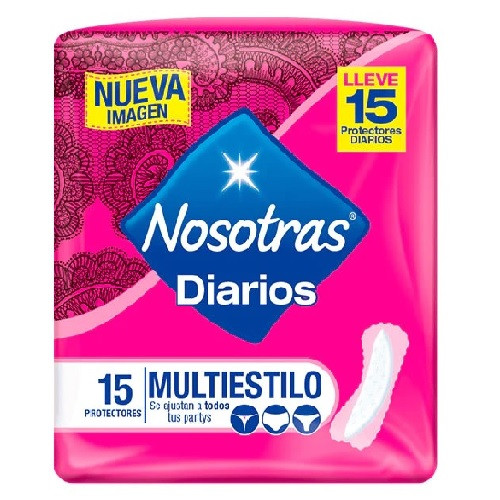 NUEVA
IMAGEN
LLEVE
15
Protectores
DIARIOS
Nosotras®
Diarios
15
PROTECTORES
MULTIESTILO
Se ajustan a todos
tus pantys